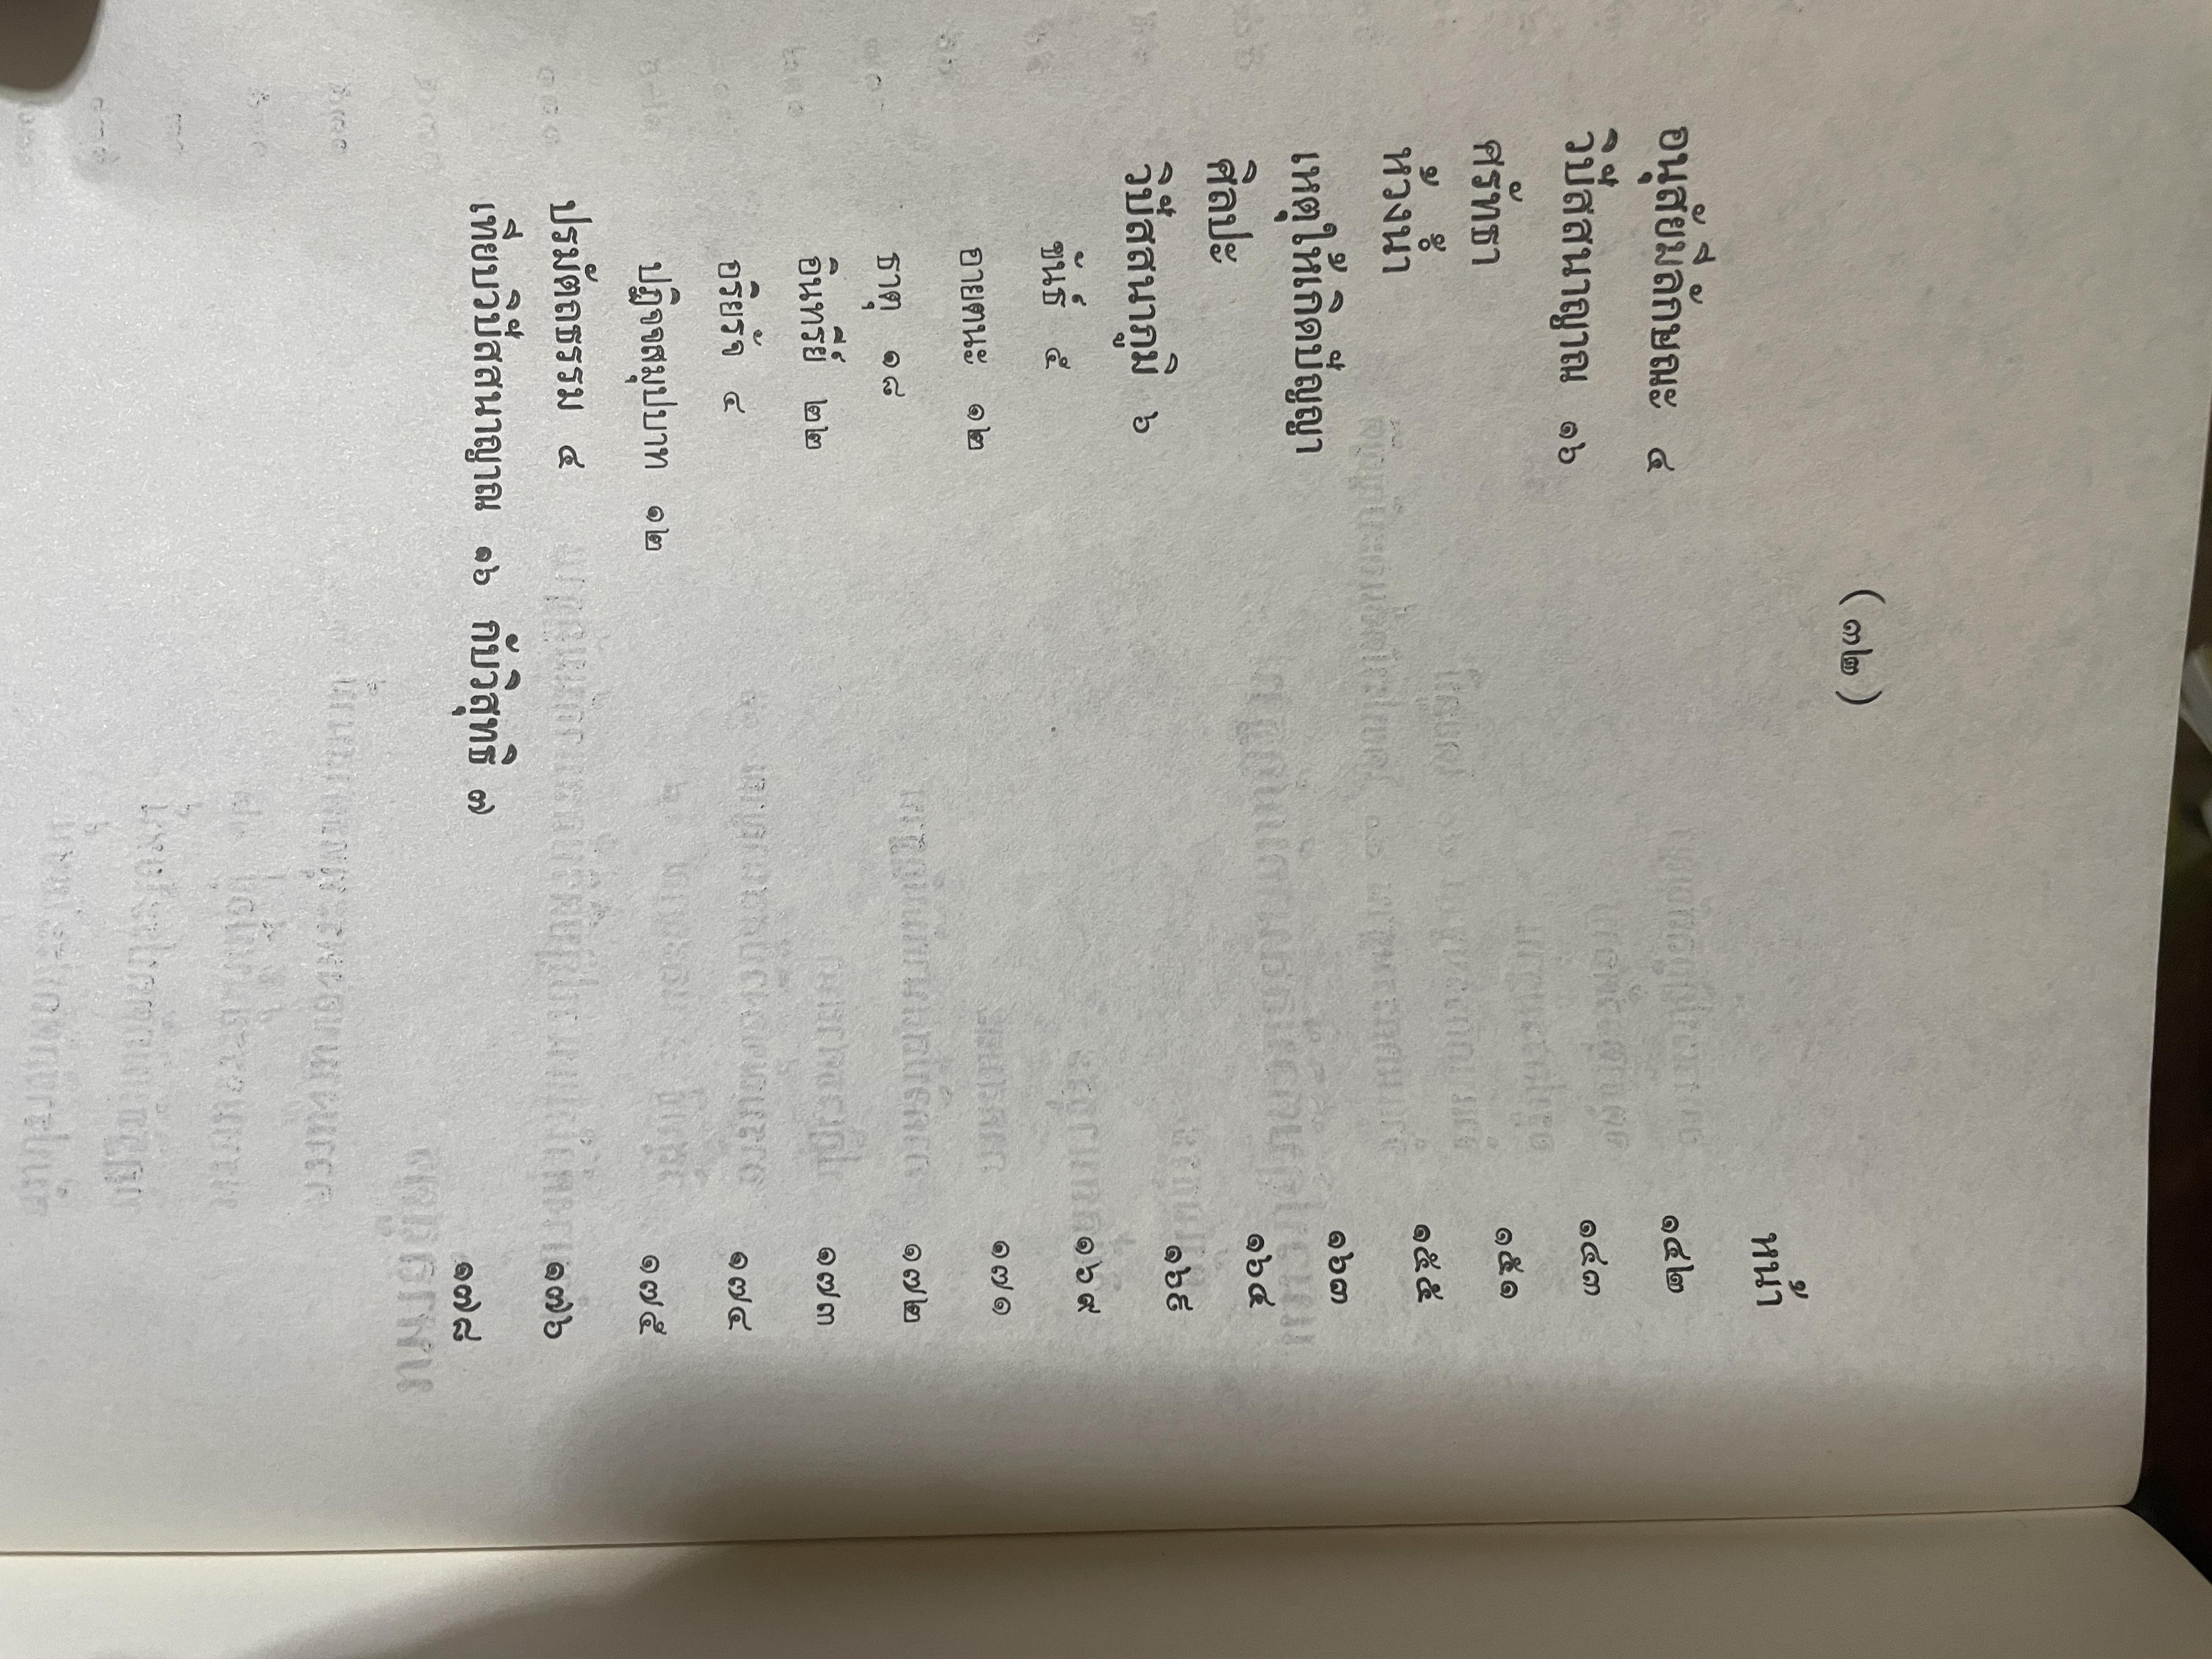 ( ๓๒ )
หน้า
อนุสัยมีลักษณะ ๔ ๑๔๒
วิปัสสนาญาณ ๑๖ ๑๔๓
ศรัทธา ๑๕๑
ห้วงน้ำ ๑๕๕
เหตุให้เกิดปัญญา ๑๖๓
ศิลปะ ๑๖๔
วิปัสสนาภูมิ ๖ ๑๖๕
ขันธ์ ๕ ๑๖๙
อายตนะ ๑๒ ๑๗๑
ธาตุ ๑๘ ๑๗๒
อินทรีย์ ๒๒ ๑๗๓
อริยสัจ ๔ ๑๗๔
ปฏิจจสมุปบาท ๑๒ ๑๗๕
ปรมัตถธรรม ๔ ๑๗๖
เทียบวิปัสสนาญาณ ๑๖ กับวิสุทธิ ๗ ๑๗๘